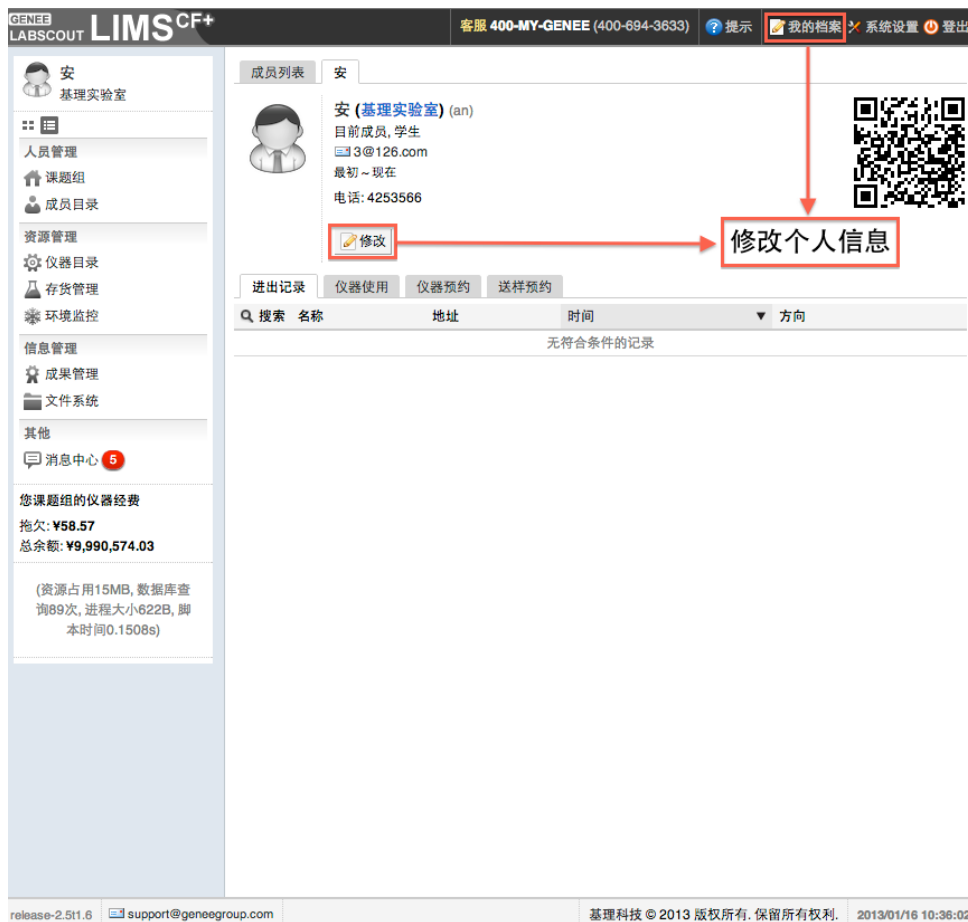 GENEE
LABSCOUT LIMS CF+
客服 400-MY-GENEE (400-694-3633) 提示 我的档案 系统设置 登出
安
基理实验室
人员管理
课题组
成员目录
资源管理
仪器目录
存货管理
环境监控
信息管理
成果管理
文件系统
其他
消息中心 5
您课题组的仪器经费
拖欠: ¥58.57
总余额: ¥9,990,574.03
(资源占用15MB, 数据库查
询89次, 进程大小622B, 脚
本时间0.1508s)
成员列表 安
安 (基理实验室) (an)
目前成员, 学生
3@126.com
最初 ~ 现在
电话: 4253566
修改
修改个人信息
进出记录 仪器使用 仪器预约 送样预约
搜索 名称 地址 时间 ▼ 方向
无符合条件的记录
release-2.5t1.6 support@geneegroup.com 基理科技 © 2013 版权所有. 保留所有权利. 2013/01/16 10:36:02